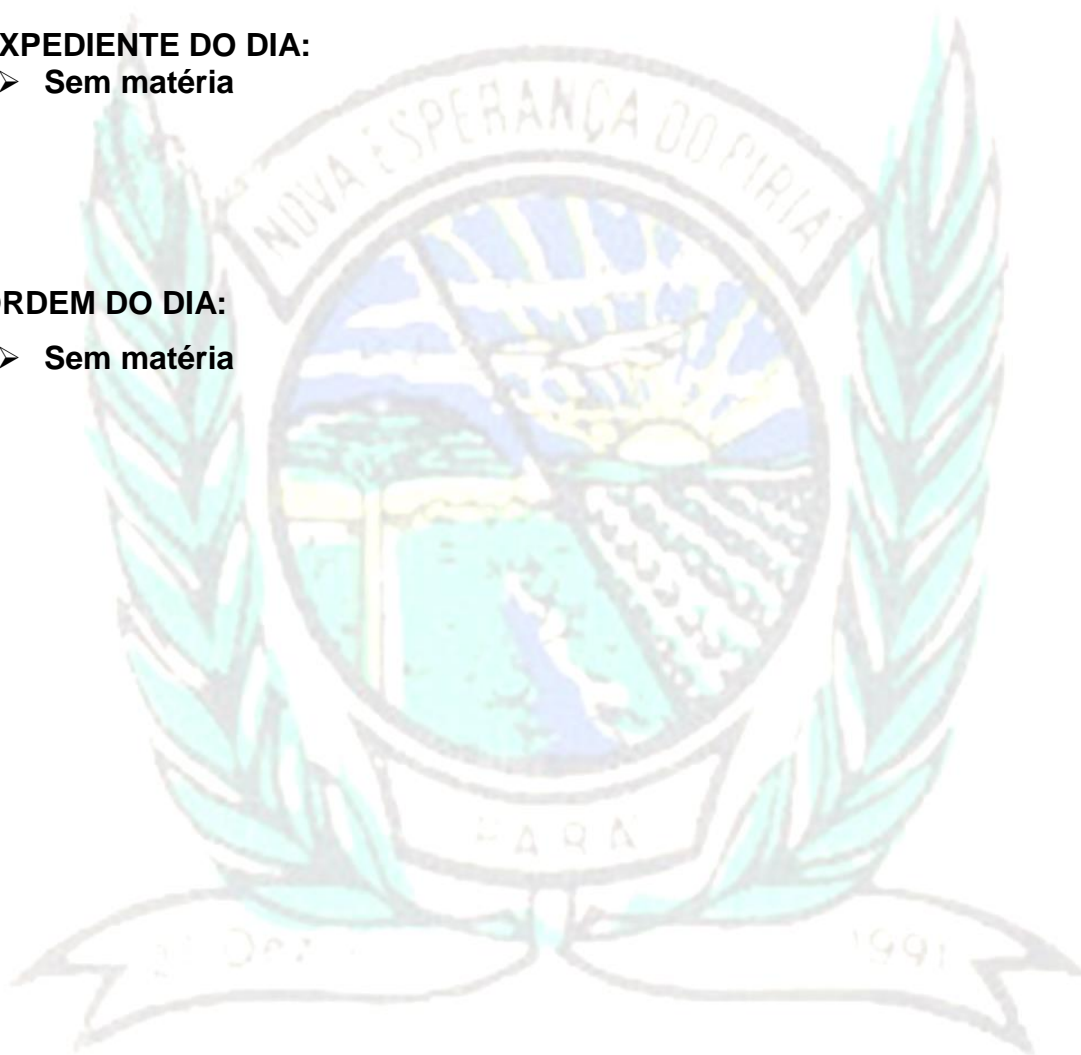 XPEDIENTE DO DIA:
➢ Sem matéria
NOVA ESPERANÇA DO PIRIÁ
RDEM DO DIA:
➢ Sem matéria
PARÁ
1991